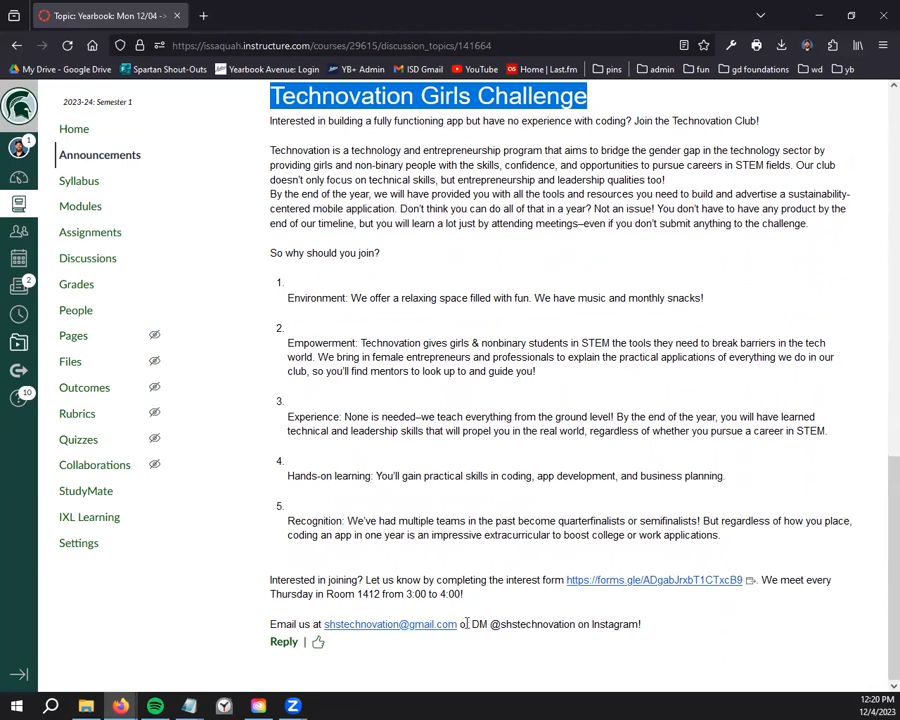 Topic: Yearbook: Mon 12/04 ->
https://issaquah.instructure.com/courses/29615/discussion_topics/141664
My Drive - Google Drive
Spartan Shout-Outs
Yearbook Avenue: Login
YB+ Admin
ISD Gmail
YouTube
Home | Last.fm
pins
admin
fun
gd foundations
wd
yb
2023-24: Semester 1
Home
Announcements
Syllabus
Modules
Assignments
Discussions
Grades
People
Pages
Files
Outcomes
Rubrics
Quizzes
Collaborations
StudyMate
IXL Learning
Settings
1
2
10
Technovation Girls Challenge
Interested in building a fully functioning app but have no experience with coding? Join the Technovation Club!
Technovation is a technology and entrepreneurship program that aims to bridge the gender gap in the technology sector by
providing girls and non-binary people with the skills, confidence, and opportunities to pursue careers in STEM fields. Our club
doesn't only focus on technical skills, but entrepreneurship and leadership qualities too!
By the end of the year, we will have provided you with all the tools and resources you need to build and advertise a sustainability-
centered mobile application. Don't think you can do all of that in a year? Not an issue! You don't have to have any product by the
end of our timeline, but you will learn a lot just by attending meetings–even if you don't submit anything to the challenge.
So why should you join?
1.
Environment: We offer a relaxing space filled with fun. We have music and monthly snacks!
2.
Empowerment: Technovation gives girls & nonbinary students in STEM the tools they need to break barriers in the tech
world. We bring in female entrepreneurs and professionals to explain the practical applications of everything we do in our
club, so you'll find mentors to look up to and guide you!
3.
Experience: None is needed–we teach everything from the ground level! By the end of the year, you will have learned
technical and leadership skills that will propel you in the real world, regardless of whether you pursue a career in STEM.
4.
Hands-on learning: You'll gain practical skills in coding, app development, and business planning.
5.
Recognition: We've had multiple teams in the past become quarterfinalists or semifinalists! But regardless of how you place,
coding an app in one year is an impressive extracurricular to boost college or work applications.
Interested in joining? Let us know by completing the interest form https://forms.gle/ADgabJrxbT1CTxcB9. We meet every
Thursday in Room 1412 from 3:00 to 4:00!
Email us at shstechnovation@gmail.com or DM @shstechnovation on Instagram!
Reply |
12:20 PM
12/4/2023